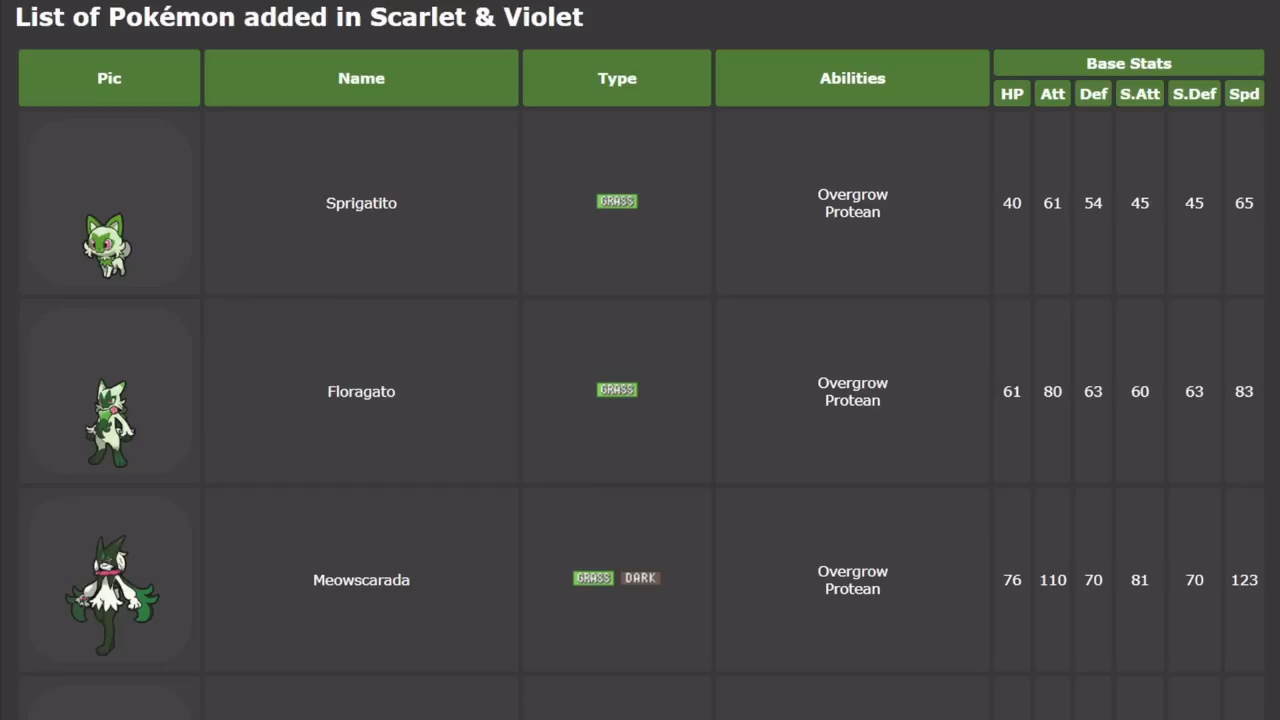 List of Pokémon added in Scarlet & Violet
Pic Name Type Abilities Base Stats
HP Att Def S.Att S.Def Spd
Sprigatito GRASS Overgrow 40 61 54 45 45 65
Protean
Floragato GRASS Overgrow 61 80 63 60 63 83
Protean
Meowscarada GRASS DARK Overgrow 76 110 70 81 70 123
Protean